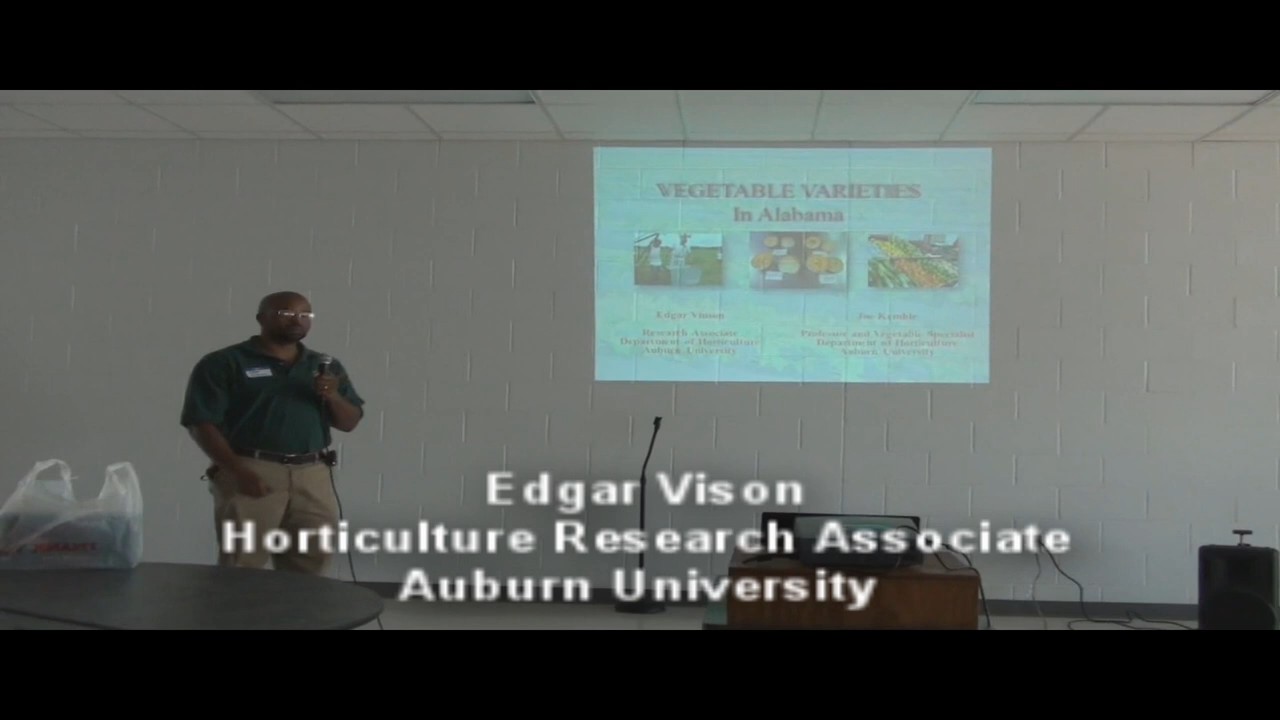 VEGETABLE VARIETIES
In Alabama
Edgar Vinson
Research Associate
Department of Horticulture
Auburn University
Joe Kemble
Professor and Vegetable Specialist
Department of Horticulture
Auburn University
Edgar Vison
Horticulture Research Associate
Auburn University